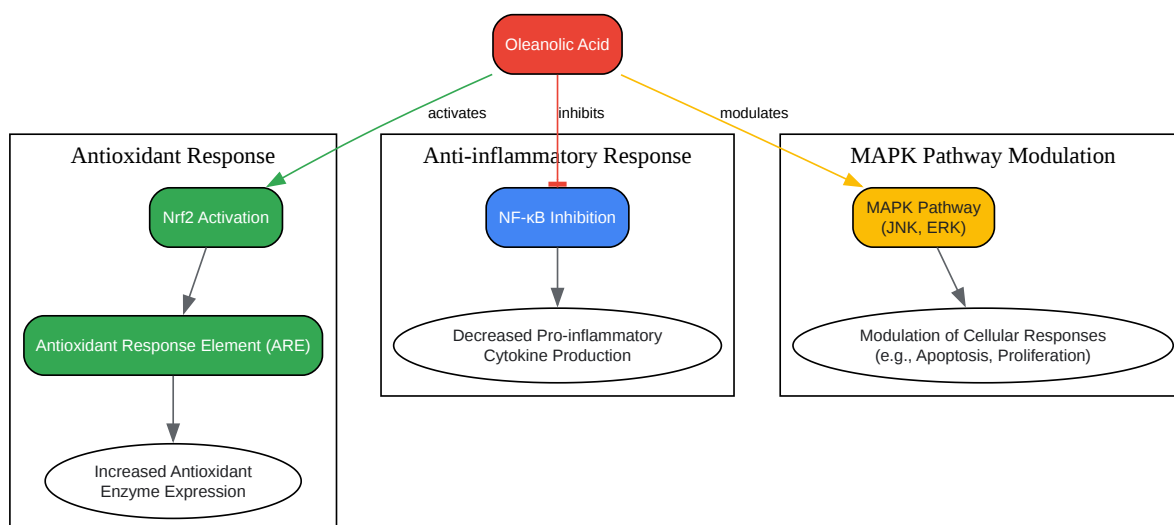 Oleanolic Acid
activates
inhibits
modulates
Antioxidant Response
Anti-inflammatory Response
MAPK Pathway Modulation
Nrf2 Activation
NF-κB Inhibition
MAPK Pathway
(JNK, ERK)
Antioxidant Response Element (ARE)
Decreased Pro-inflammatory
Cytokine Production
Modulation of Cellular Responses
(e.g., Apoptosis, Proliferation)
Increased Antioxidant
Enzyme Expression